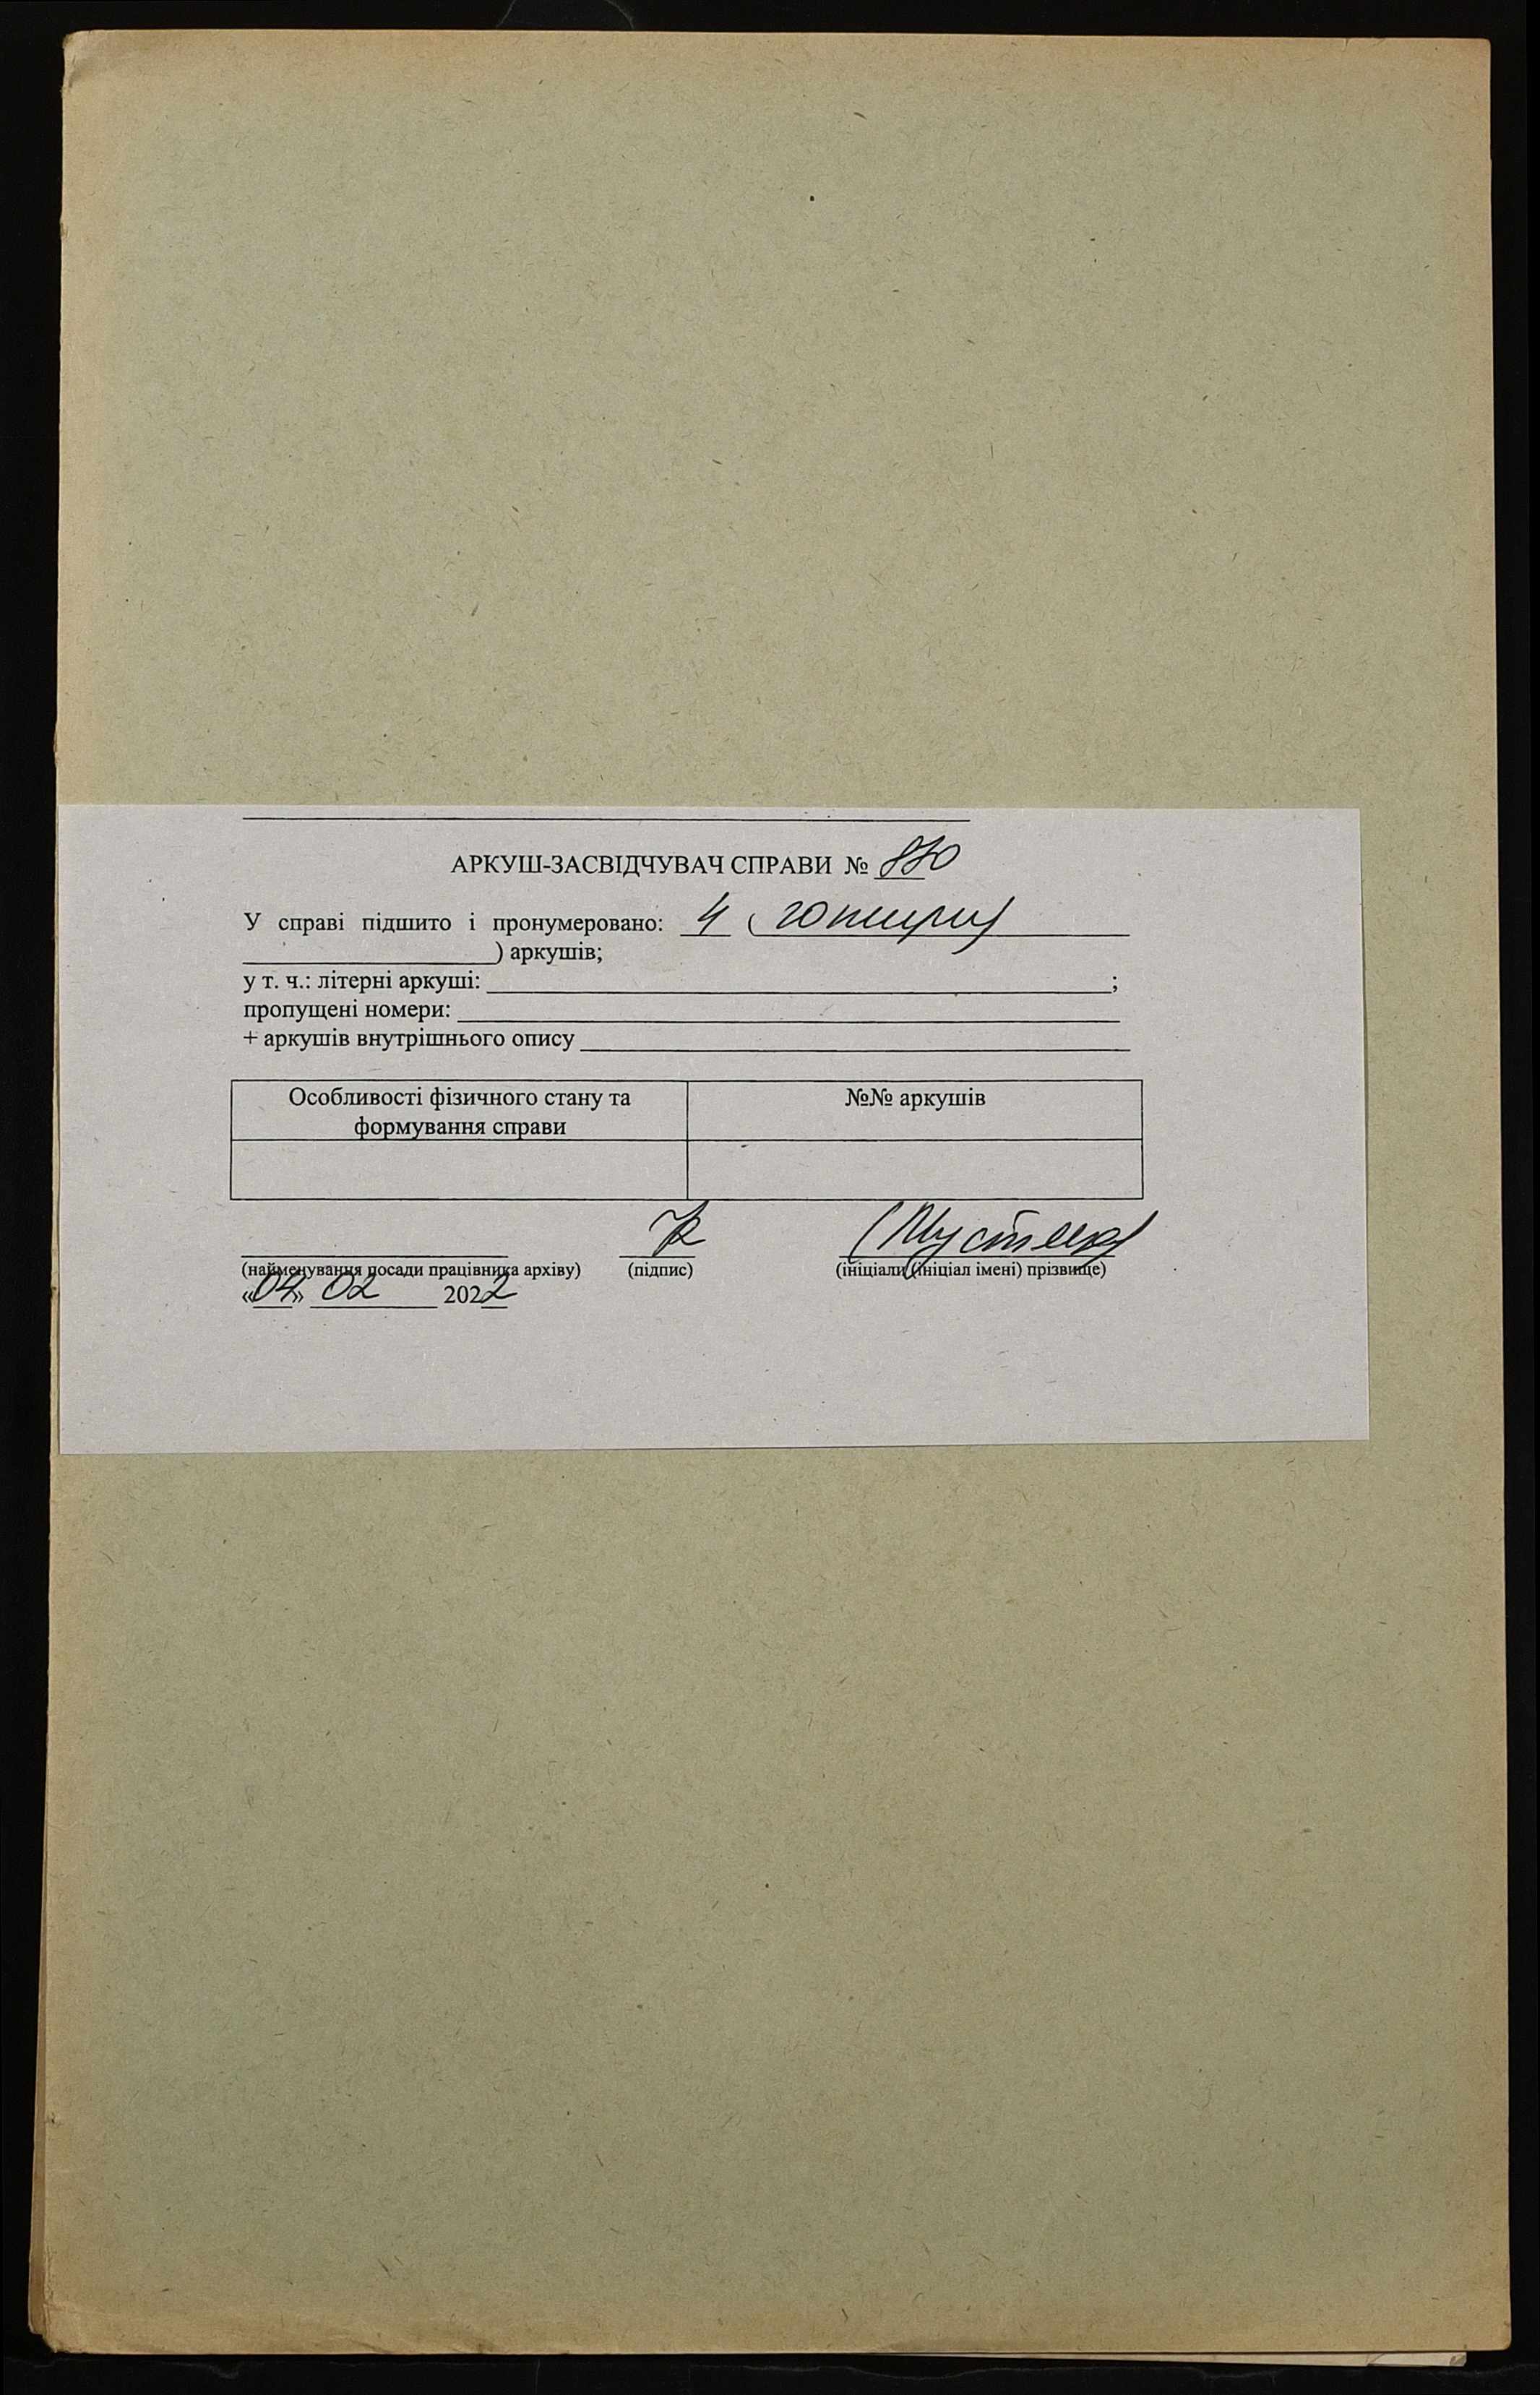 АРКУШ-ЗАСВІДЧУВАЧ СПРАВИ №
У справі підшито і пронумеровано: 4 ( чотири
) аркушів;
у т. ч.: літерні аркуші: ;
пропущені номери:
+ аркушів внутрішнього опису
Особливості фізичного стану та
формування справи
№№ аркушів
(найменування посади працівника архіву) (підпис) (ініціали (ініціал імені) прізвище)
«04» 02 2022